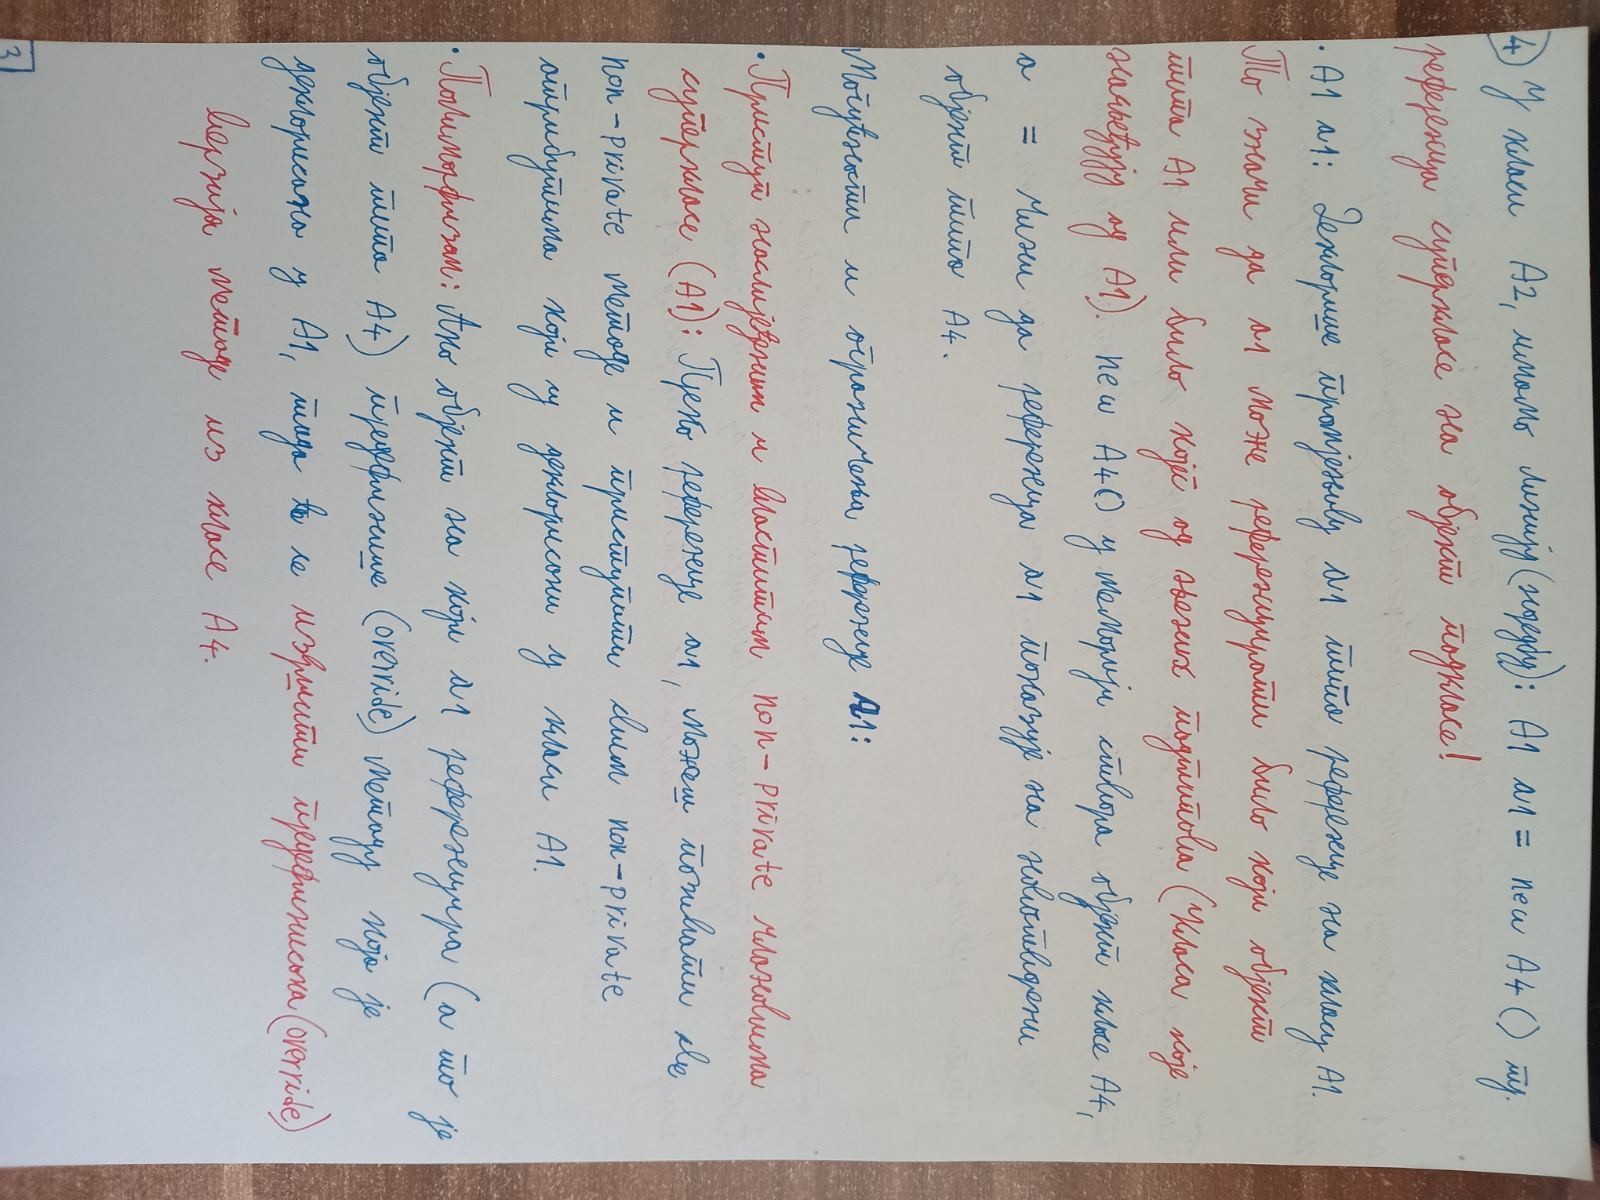 4 У класи A2, имамо линију (наредбу): A1 a1 = new A4() тј.
референца суперкласе на објект подкласе!
· A1 a1: Декларише промјењиву a1 типа референце на класу A1.
То значи да a1 може референцирати било који објект
типа A1 или било којег од њених подтипова (класа које
насљеђују од A1). new A4() у меморији ствара објект класе A4,
а = чини да референца a1 показује на новостворени
објект типа A4.
Могућности и ограничења референце A1:
· Приступ наслијеђеним и властитим non-private члановима
суперкласе (A1): Преко референце a1, можеш позивати све
non-private методе и приступати свим non-private
атрибутима који су декларисани у класи A1.
· Полиморфизам: Ако објект на који a1 референцира (а то је
објект типа A4) предефинише (override) методу која је
декларисана у A1, тада ће се извршити предефинисана (override)
верзија методе из класе A4.
3